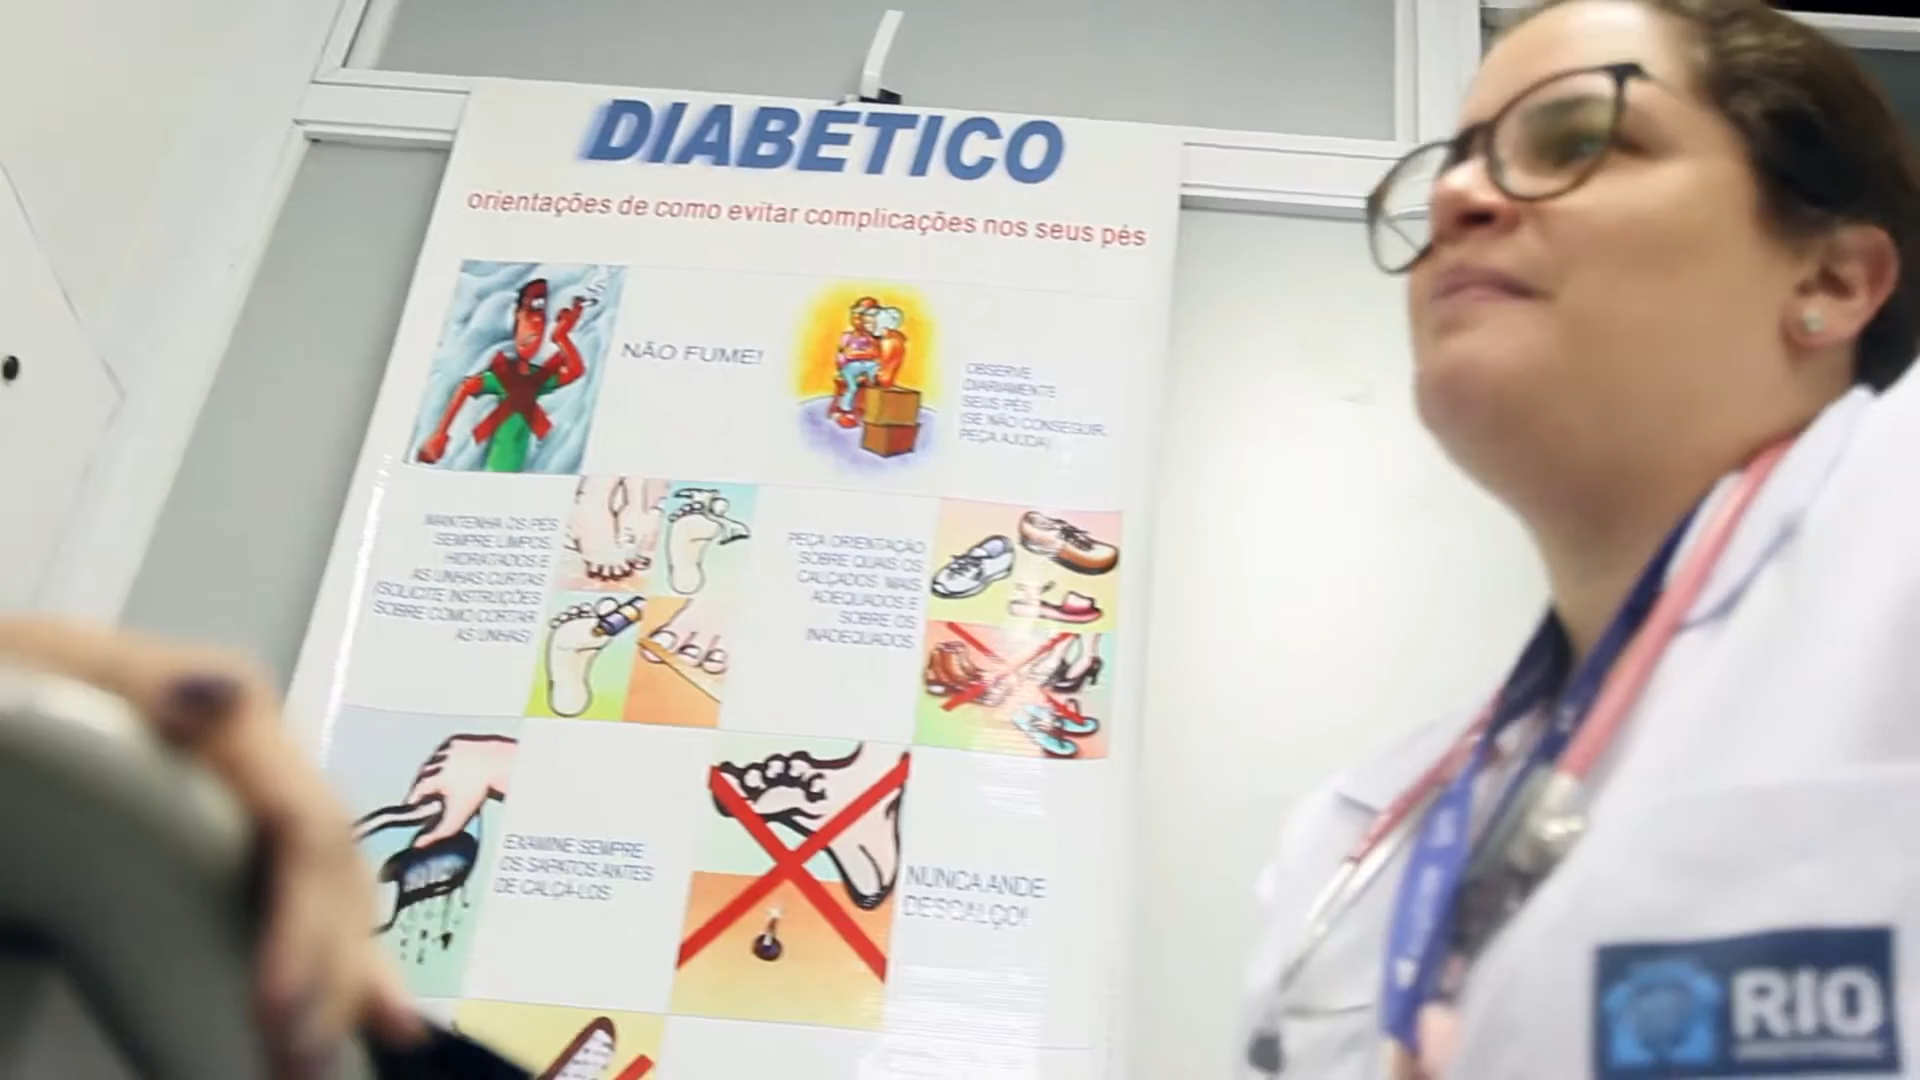 DIABÉTICO
orientações de como evitar complicações nos seus pés
NÃO FUME!
OBSERVE
DIARIAMENTE
SEUS PÉS
(SE NÃO CONSEGUIR,
PEÇA AJUDA)
MANTENHA OS PÉS
SEMPRE LIMPOS,
HIDRATADOS E
AS UNHAS CURTAS
(SOLICITE INSTRUÇÕES
SOBRE COMO CORTAR
AS UNHAS)
PEÇA ORIENTAÇÃO
SOBRE QUAIS OS
CALÇADOS MAIS
ADEQUADOS E
SOBRE OS
INADEQUADOS
EXAMINE SEMPRE
OS SAPATOS ANTES
DE CALÇÁ-LOS
NUNCA ANDE
DESCALÇO!
RIO